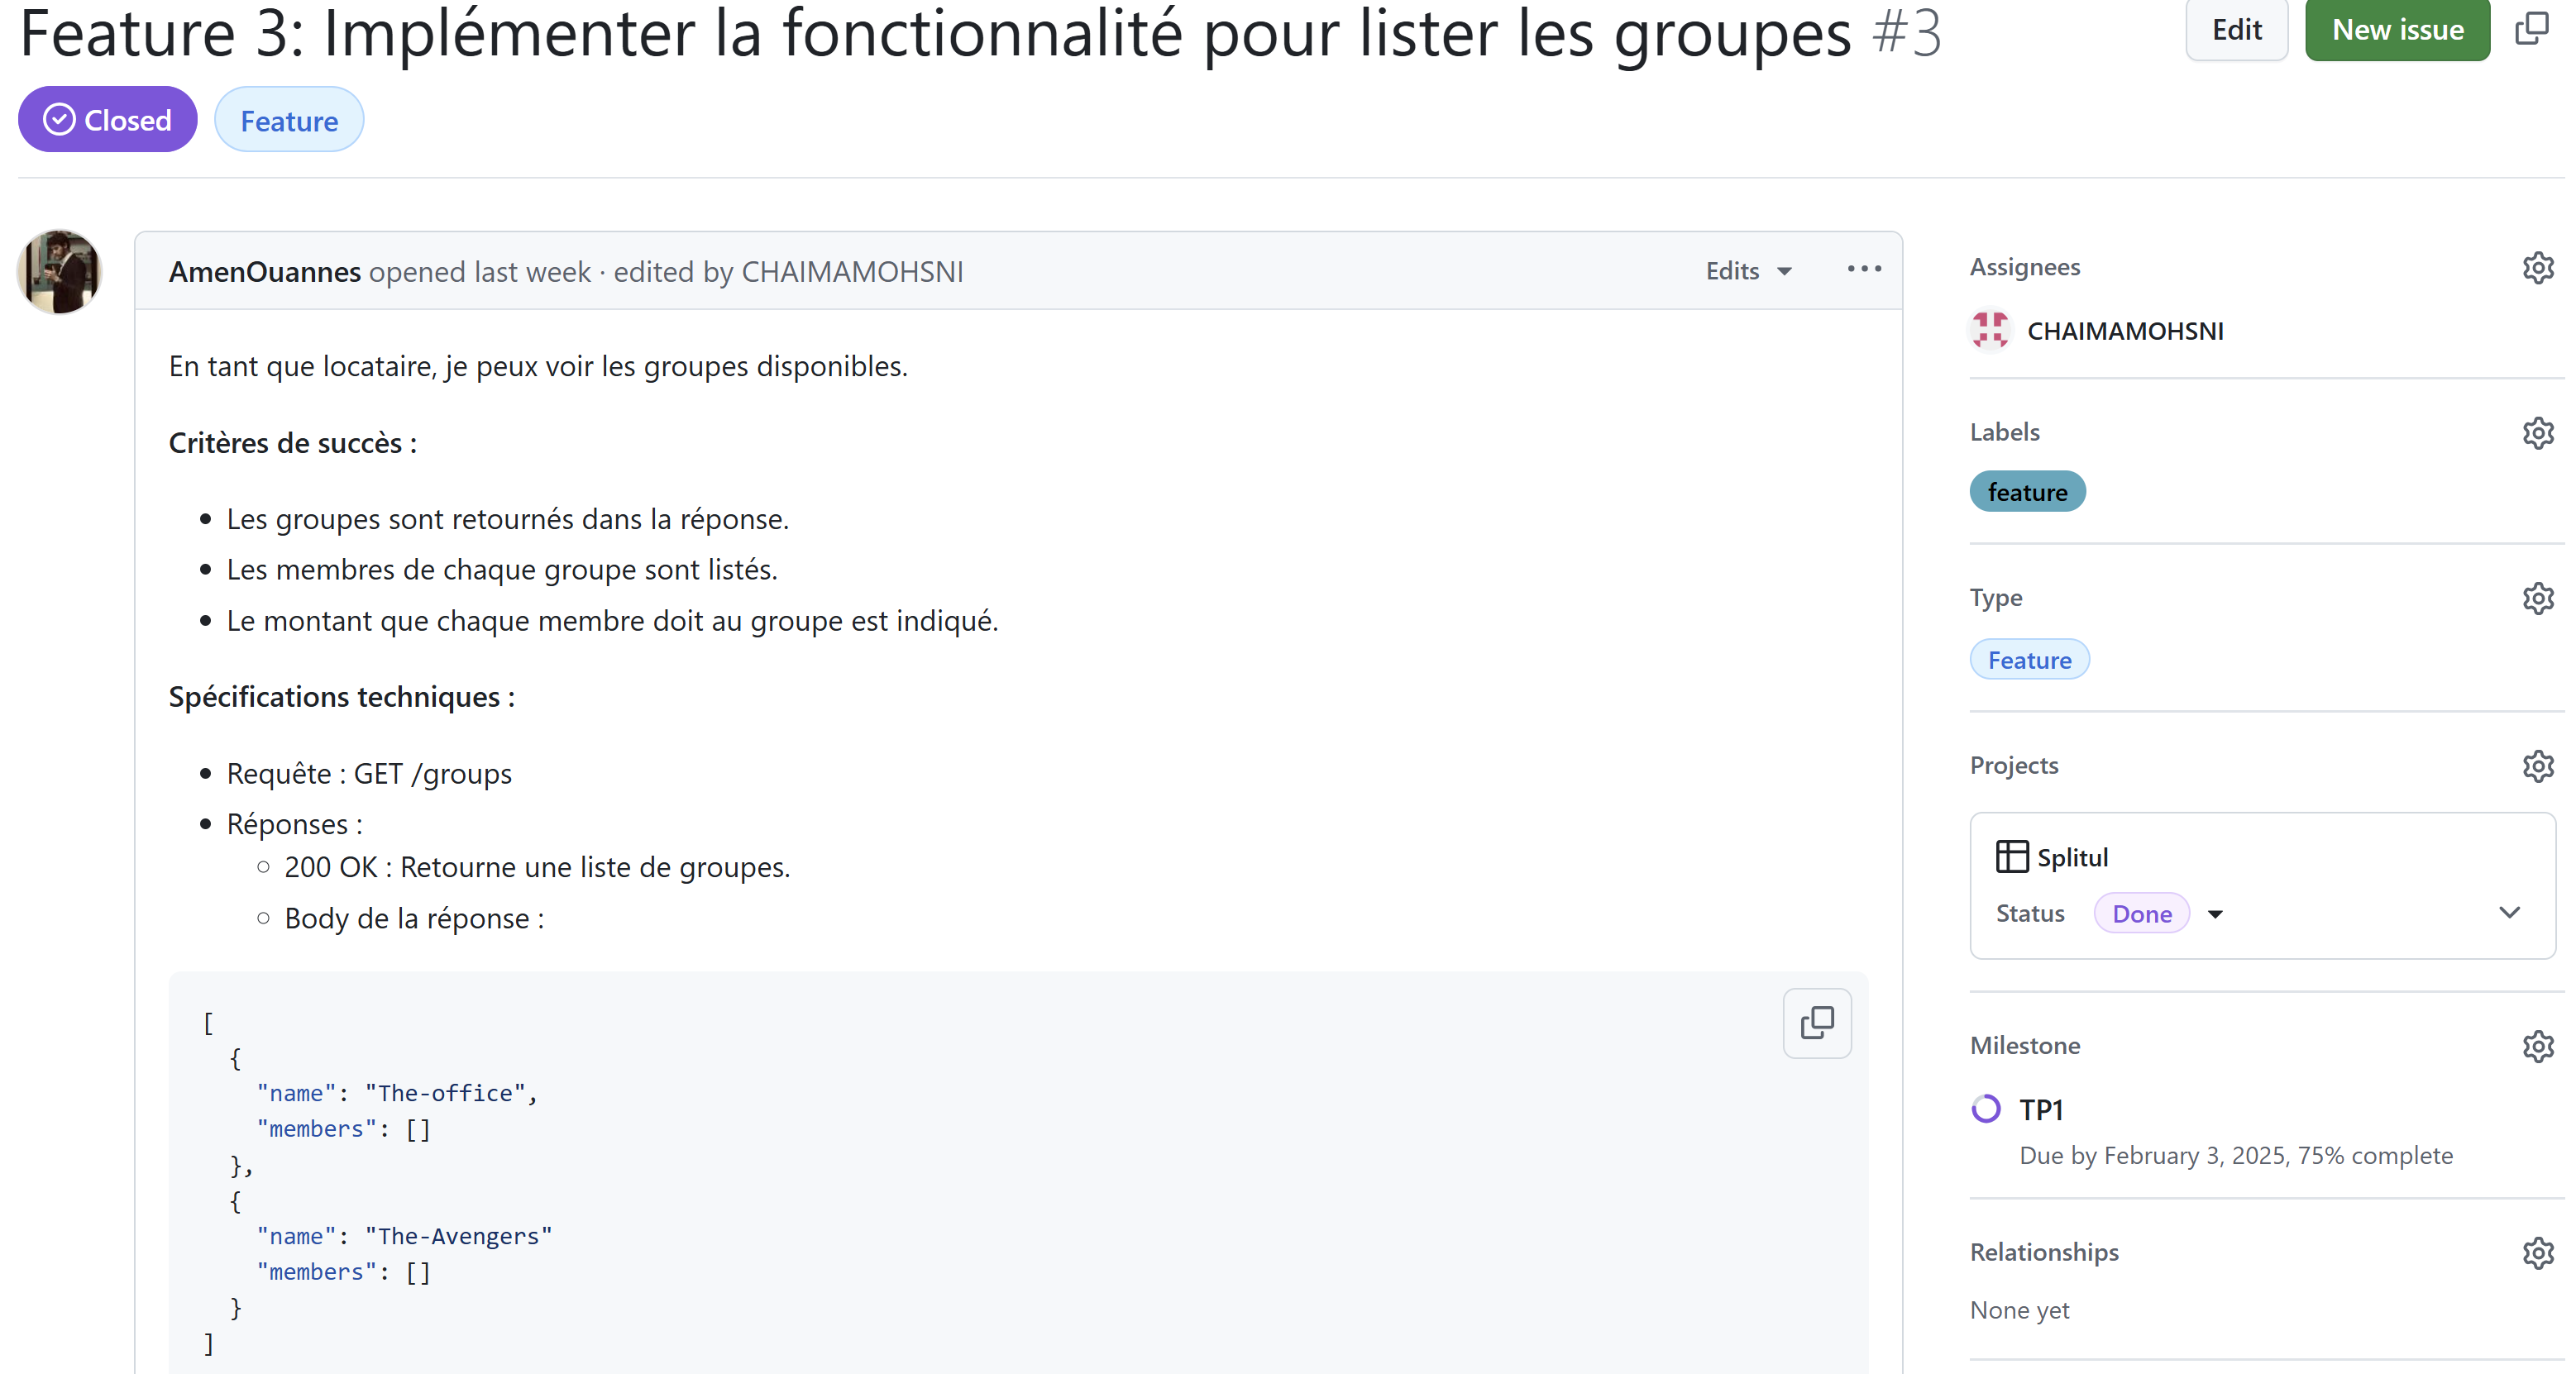 Feature 3: Implémenter la fonctionnalité pour lister les groupes #3
Edit
New issue
Closed
Feature
AmenOuannes opened last week · edited by CHAIMAMOHSNI
Edits
En tant que locataire, je peux voir les groupes disponibles.
Critères de succès :
Les groupes sont retournés dans la réponse.
Les membres de chaque groupe sont listés.
Le montant que chaque membre doit au groupe est indiqué.
Spécifications techniques :
Requête : GET /groups
Réponses :
200 OK : Retourne une liste de groupes.
Body de la réponse :
[
{
"name": "The-office",
"members": []
},
{
"name": "The-Avengers"
"members": []
}
]
Assignees
CHAIMAMOHSNI
Labels
feature
Type
Feature
Projects
Splitul
Status Done
Milestone
TP1
Due by February 3, 2025, 75% complete
Relationships
None yet